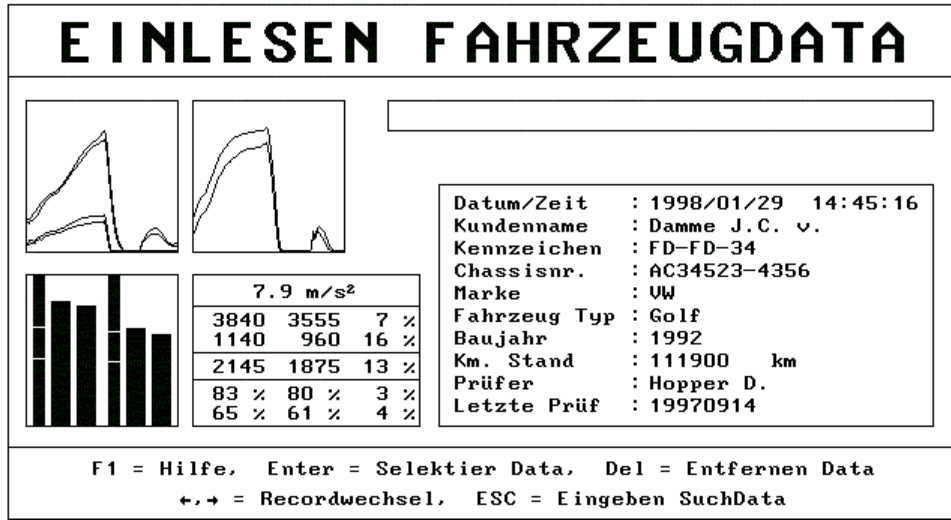 EINLESEN FAHRZEUGDATA
7.9 m/s²
3840 3555 7 %
1140 960 16 %
2145 1875 13 %
83 % 80 % 3 %
65 % 61 % 4 %
Datum/Zeit : 1998/01/29 14:45:16
Kundenname : Damme J.C. v.
Kennzeichen : FD-FD-34
Chassisnr. : AC34523-4356
Marke : VW
Fahrzeug Typ : Golf
Baujahr : 1992
Km. Stand : 111900 km
Prüfer : Hopper D.
Letzte Prüf : 19970914
F1 = Hilfe, Enter = Selektier Data, Del = Entfernen Data
←,→ = Recordwechsel, ESC = Eingeben SuchData